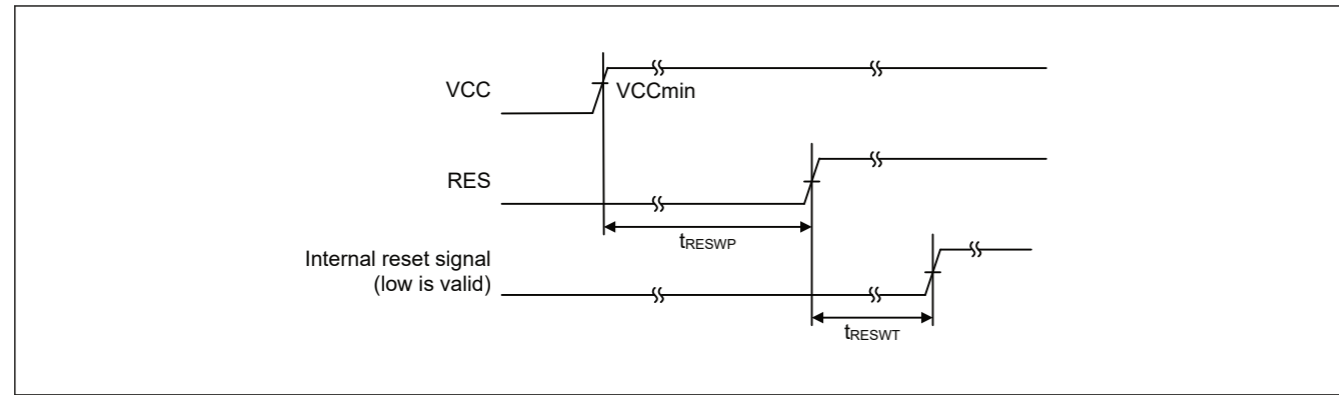 VCC
VCCmin
RES
tRESWP
Internal reset signal
(low is valid)
tRESWT